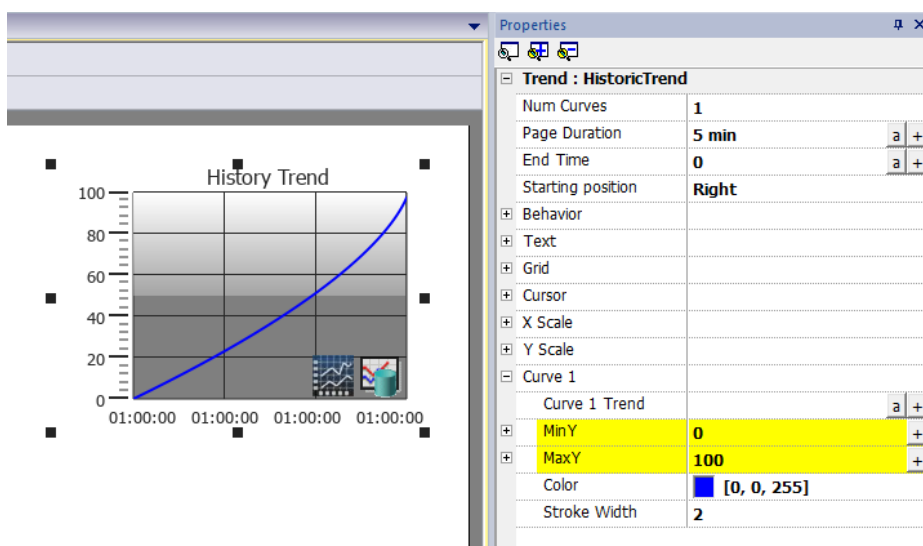 Properties
Trend : HistoricTrend
Num Curves 1
Page Duration 5 min a +
End Time 0 a +
Starting position Right
Behavior
Text
Grid
Cursor
X Scale
Y Scale
Curve 1
Curve 1 Trend a +
MinY 0 +
MaxY 100 +
Color [0, 0, 255]
Stroke Width 2
History Trend
100
80
60
40
20
0
01:00:00 01:00:00 01:00:00 01:00:00